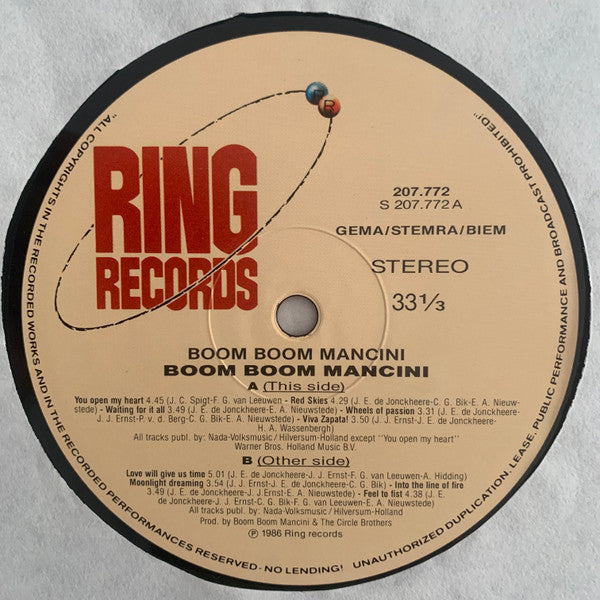 RING
RECORDS
P R
207.772
S 207.772 A
GEMA/STEMRA/BIEM
STEREO
33 1/3
BOOM BOOM MANCINI
BOOM BOOM MANCINI
A (This side)
You open my heart 4.45 (J. C. Spigt-F. G. van Leeuwen - Red Skies 4.29 (J. E. de Jonckheere-C. G. Bik-E. A. Nieuw-
stede) - Waiting for it all 3.49 (J. E. de Jonckheere-E. A. Nieuwstede) - Wheels of passion 3.31 (J. E. de Jonckheere-
J. J. Ernst-P. v. d. Berg-C. G. Bik-E. A. Nieuwstede) - Viva Zapata! 3.50 (J. J. Ernst-J. E. de Jonckheere-
H. A. Wassenbergh)
All tracks publ. by: Nada-Volksmusic / Hilversum-Holland except "You open my heart"
Warner Bros. Holland Music B.V.
B (Other side)
Love will give us time 5.01 (J. E. de Jonckheere-J. J. Ernst-F. G. van Leeuwen-A. Hidding)
Moonlight dreaming 3.54 (J. J. Ernst-J. E. de Jonckheere-C. G. Bik) - Into the line of fire
3.49 (J. E. de Jonckheere-J. J.Ernst-E. A. Nieuwstede) - Feel to fist 4.38 (J. E. de
Jonckheere-J. J. Ernst-C. G. Bik-F. G. van Leeuwen-E. A. Nieuwstede)
All tracks publ. by: Nada-Volksmusic/Hilversum-Holland
Prod. by Boom Boom Mancini & The Circle Brothers
℗ 1986 Ring records
"ALL COPYRIGHTS IN THE RECORDED WORKS AND IN THE RECORDED PERFORMANCES RESERVED - NO LENDING! UNAUTHORIZED DUPLICATION, LEASE, PUBLIC PERFORMANCE AND BROADCAST PROHIBITED!"